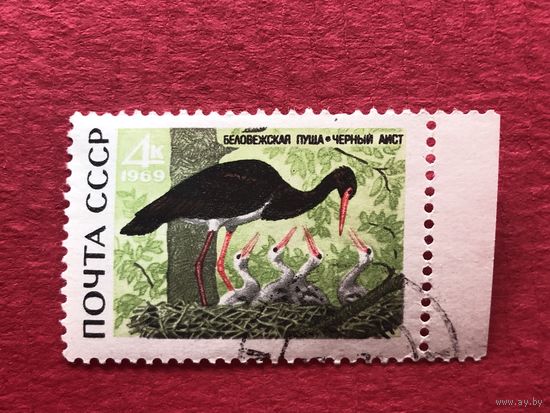 4К
1969
БЕЛОВЕЖСКАЯ ПУЩА • ЧЕРНЫЙ АИСТ
ПОЧТА СССР
© www.ay.by